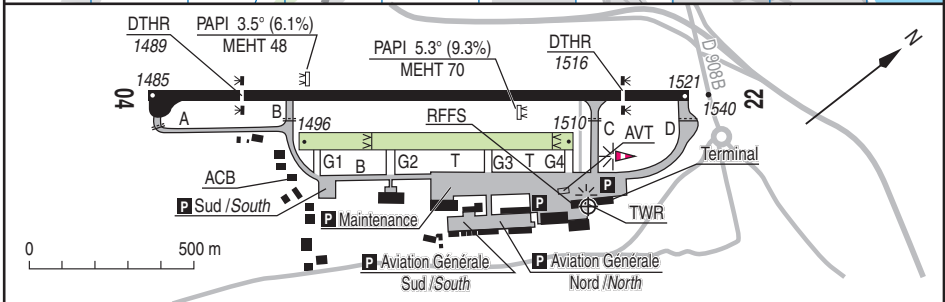 DTHR
1489
PAPI 3.5° (6.1%)
MEHT 48
PAPI 5.3° (9.3%)
MEHT 70
DTHR
1516
D 908B
N
1485
1521
04
22
1540
A
B
1496
RFFS
1510
C
AVT
D
Terminal
G1
B
G2
T
G3
T
G4
ACB
P
P Sud /South
P Maintenance
P
TWR
0
500 m
P Aviation Générale
Sud /South
P Aviation Générale
Nord /North